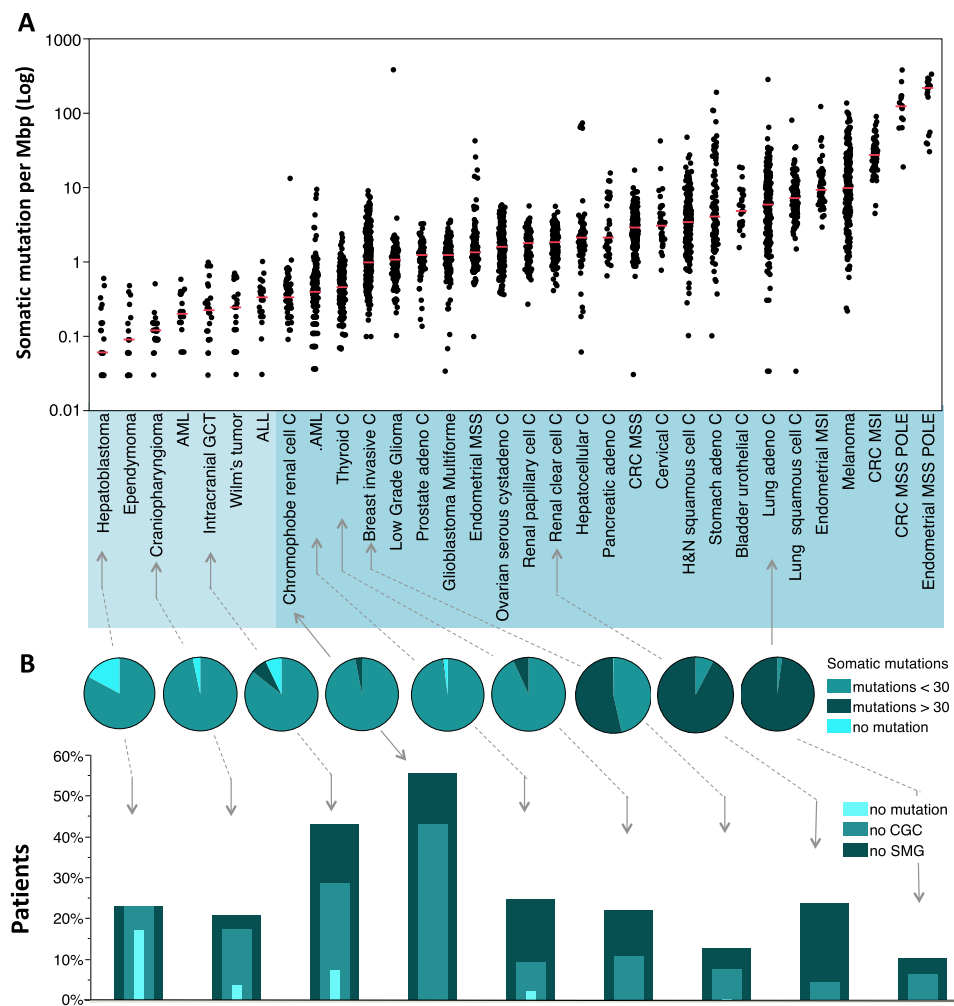 A
Somatic mutation per Mbp (Log)
1000
100
10
1
0.1
0.01
Hepatoblastoma
Ependymoma
Craniopharyngioma
AML
Intracranial GCT
Wilm's tumor
ALL
Chromophobe renal cell C
.AML
Thyroid C
Breast invasive C
Low Grade Glioma
Prostate adeno C
Glioblastoma Multiforme
Endometrial MSS
Ovarian serous cystadeno C
Renal papillary cell C
Renal clear cell C
Hepatocellular C
Pancreatic adeno C
CRC MSS
Cervical C
H&N squamous cell C
Stomach adeno C
Bladder urothelial C
Lung adeno C
Lung squamous cell C
Endometrial MSI
Melanoma
CRC MSI
CRC MSS POLE
Endometrial MSS POLE
B
Somatic mutations
mutations < 30
mutations > 30
no mutation
Patients
60%
50%
40%
30%
20%
10%
0%
no mutation
no CGC
no SMG